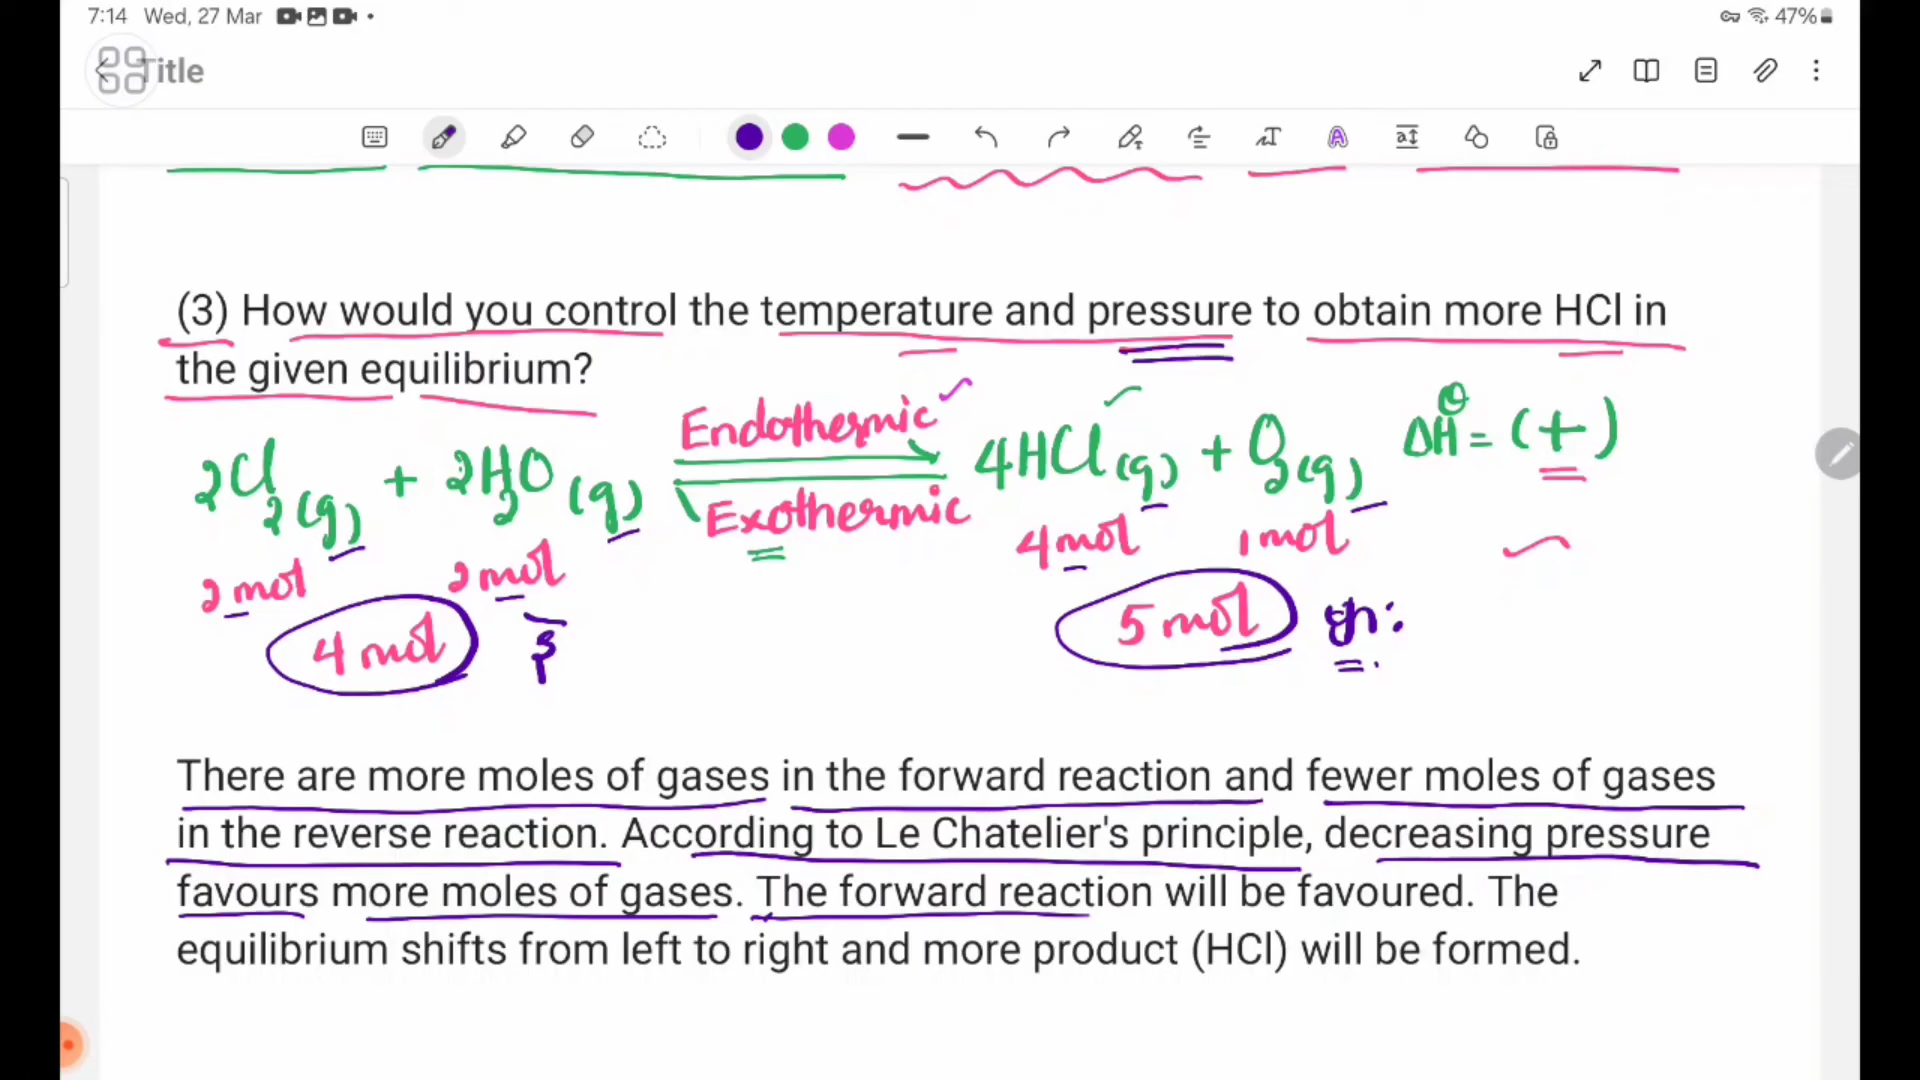 7:14 Wed, 27 Mar
47%
Title
(3) How would you control the temperature and pressure to obtain more HCl in
the given equilibrium?
Endothermic
2Cl2(g) + 2H2O(g) ⇌ 4HCl(g) + O2(g) ΔH° = (+)
Exothermic
2 mol 2 mol 4 mol 1 mol
4 mol 5 mol
There are more moles of gases in the forward reaction and fewer moles of gases
in the reverse reaction. According to Le Chatelier's principle, decreasing pressure
favours more moles of gases. The forward reaction will be favoured. The
equilibrium shifts from left to right and more product (HCl) will be formed.